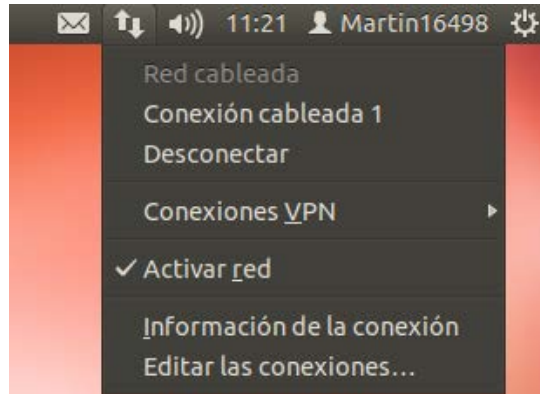 11:21 Martin16498
Red cableada
Conexión cableada 1
Desconectar
Conexiones VPN
Activar red
Información de la conexión
Editar las conexiones...